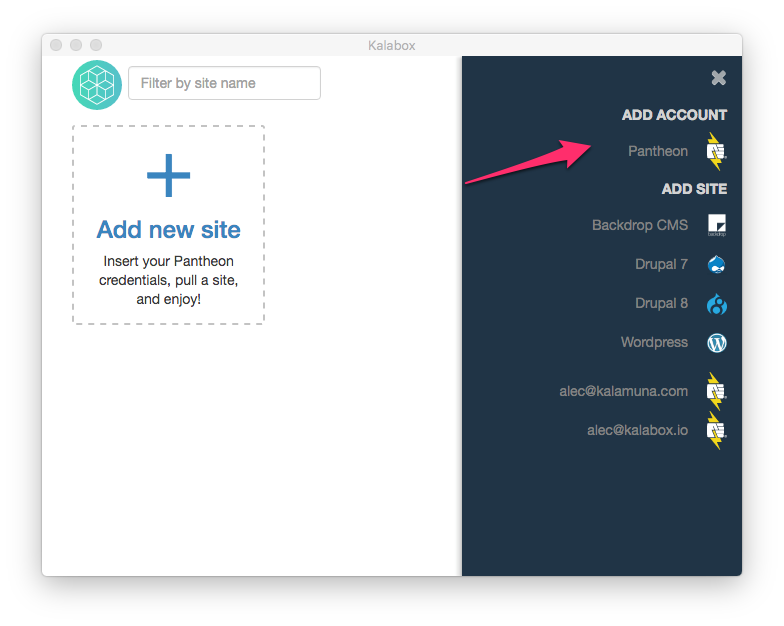 Kalabox
Filter by site name
Add new site
Insert your Pantheon
credentials, pull a site,
and enjoy!
ADD ACCOUNT
Pantheon
ADD SITE
Backdrop CMS
backdrop
Drupal 7
Drupal 8
Wordpress
alec@kalamuna.com
alec@kalabox.io